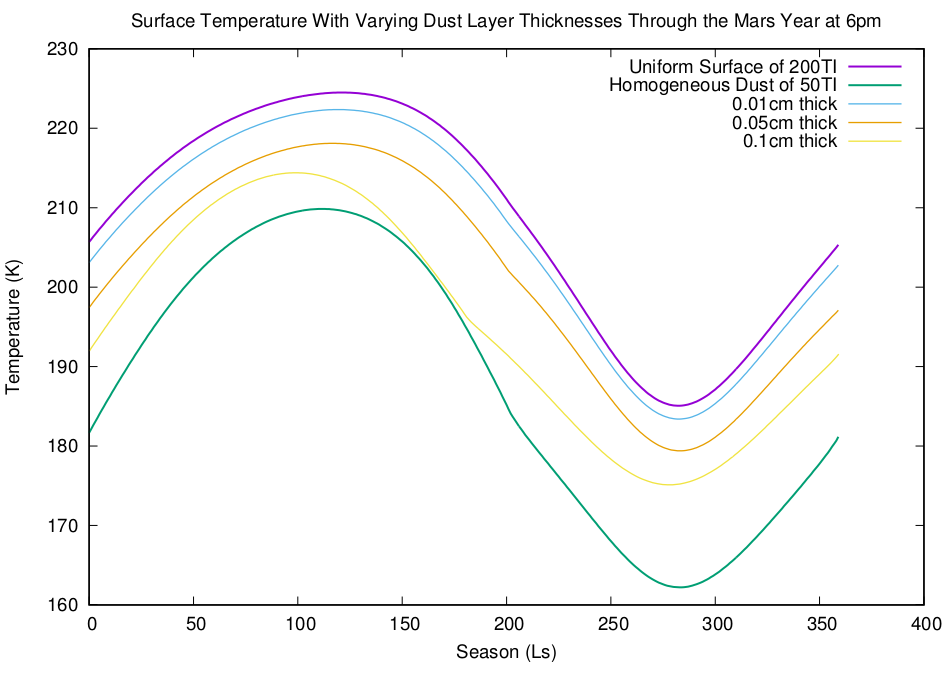 Surface Temperature With Varying Dust Layer Thicknesses Through the Mars Year at 6pm
230
220
210
200
190
180
170
160
Temperature (K)
Uniform Surface of 200TI
Homogeneous Dust of 50TI
0.01cm thick
0.05cm thick
0.1cm thick
0 50 100 150 200 250 300 350 400
Season (Ls)